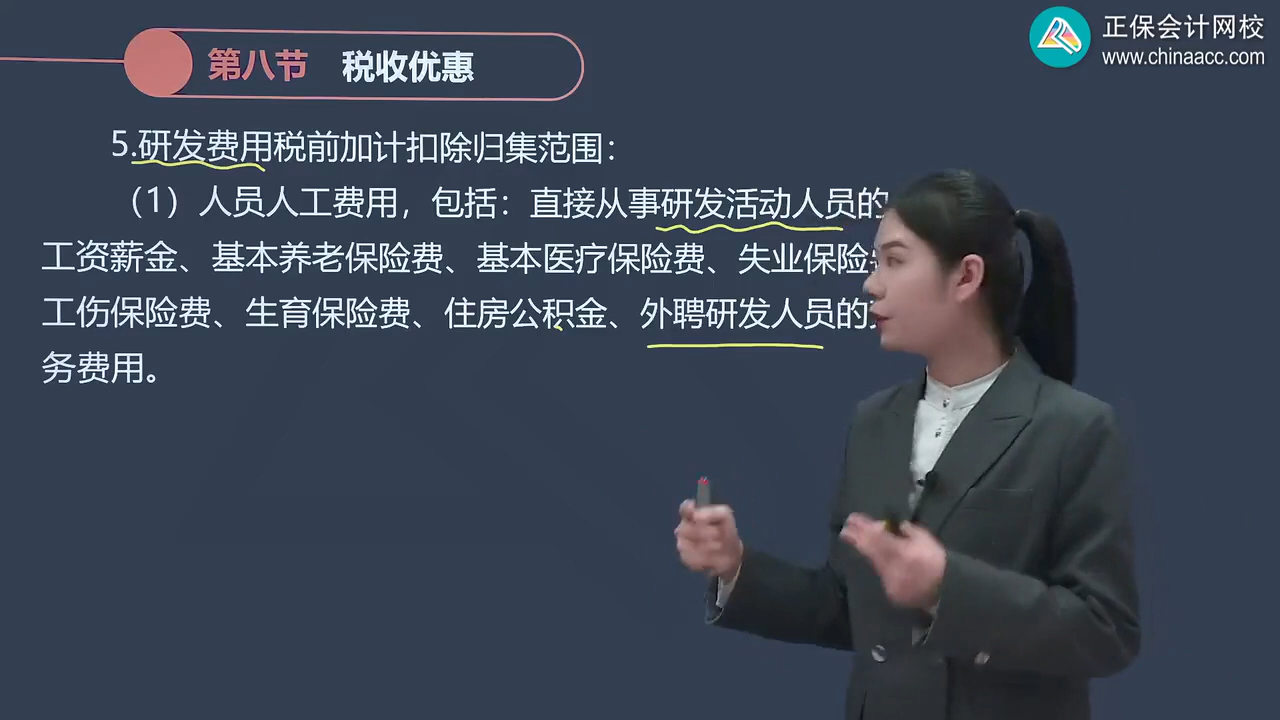 正保会计网校
www.chinaacc.com
第八节 税收优惠
5.研发费用税前加计扣除归集范围：
（1）人员人工费用，包括：直接从事研发活动人员的
工资薪金、基本养老保险费、基本医疗保险费、失业保险
工伤保险费、生育保险费、住房公积金、外聘研发人员的
务费用。